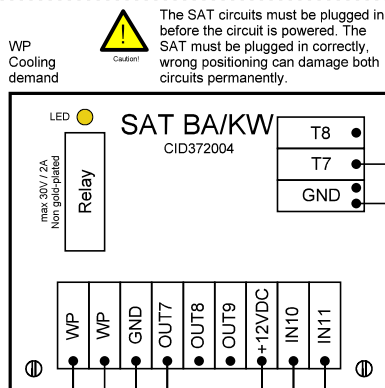 The SAT circuits must be plugged in
before the circuit is powered. The
SAT must be plugged in correctly,
wrong positioning can damage both
circuits permanently.
WP
Cooling
demand
!
Caution!
LED
SAT BA/KW
CID372004
T8
T7
GND
max 30V / 2A
Non gold-plated
Relay
WP
WP
GND
OUT7
OUT8
OUT9
+12VDC
IN10
IN11